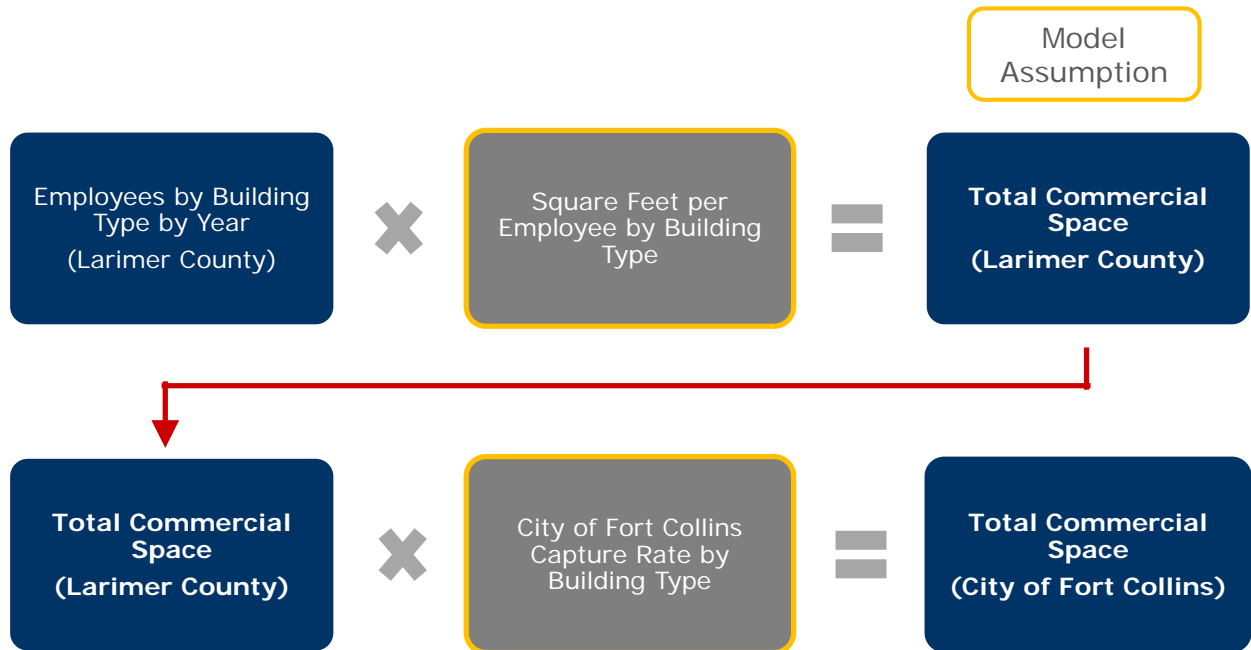 Model
Assumption
Employees by Building
Type by Year
(Larimer County)
Square Feet per
Employee by Building
Type
Total Commercial
Space
(Larimer County)
Total Commercial
Space
(Larimer County)
City of Fort Collins
Capture Rate by
Building Type
Total Commercial
Space
(City of Fort Collins)